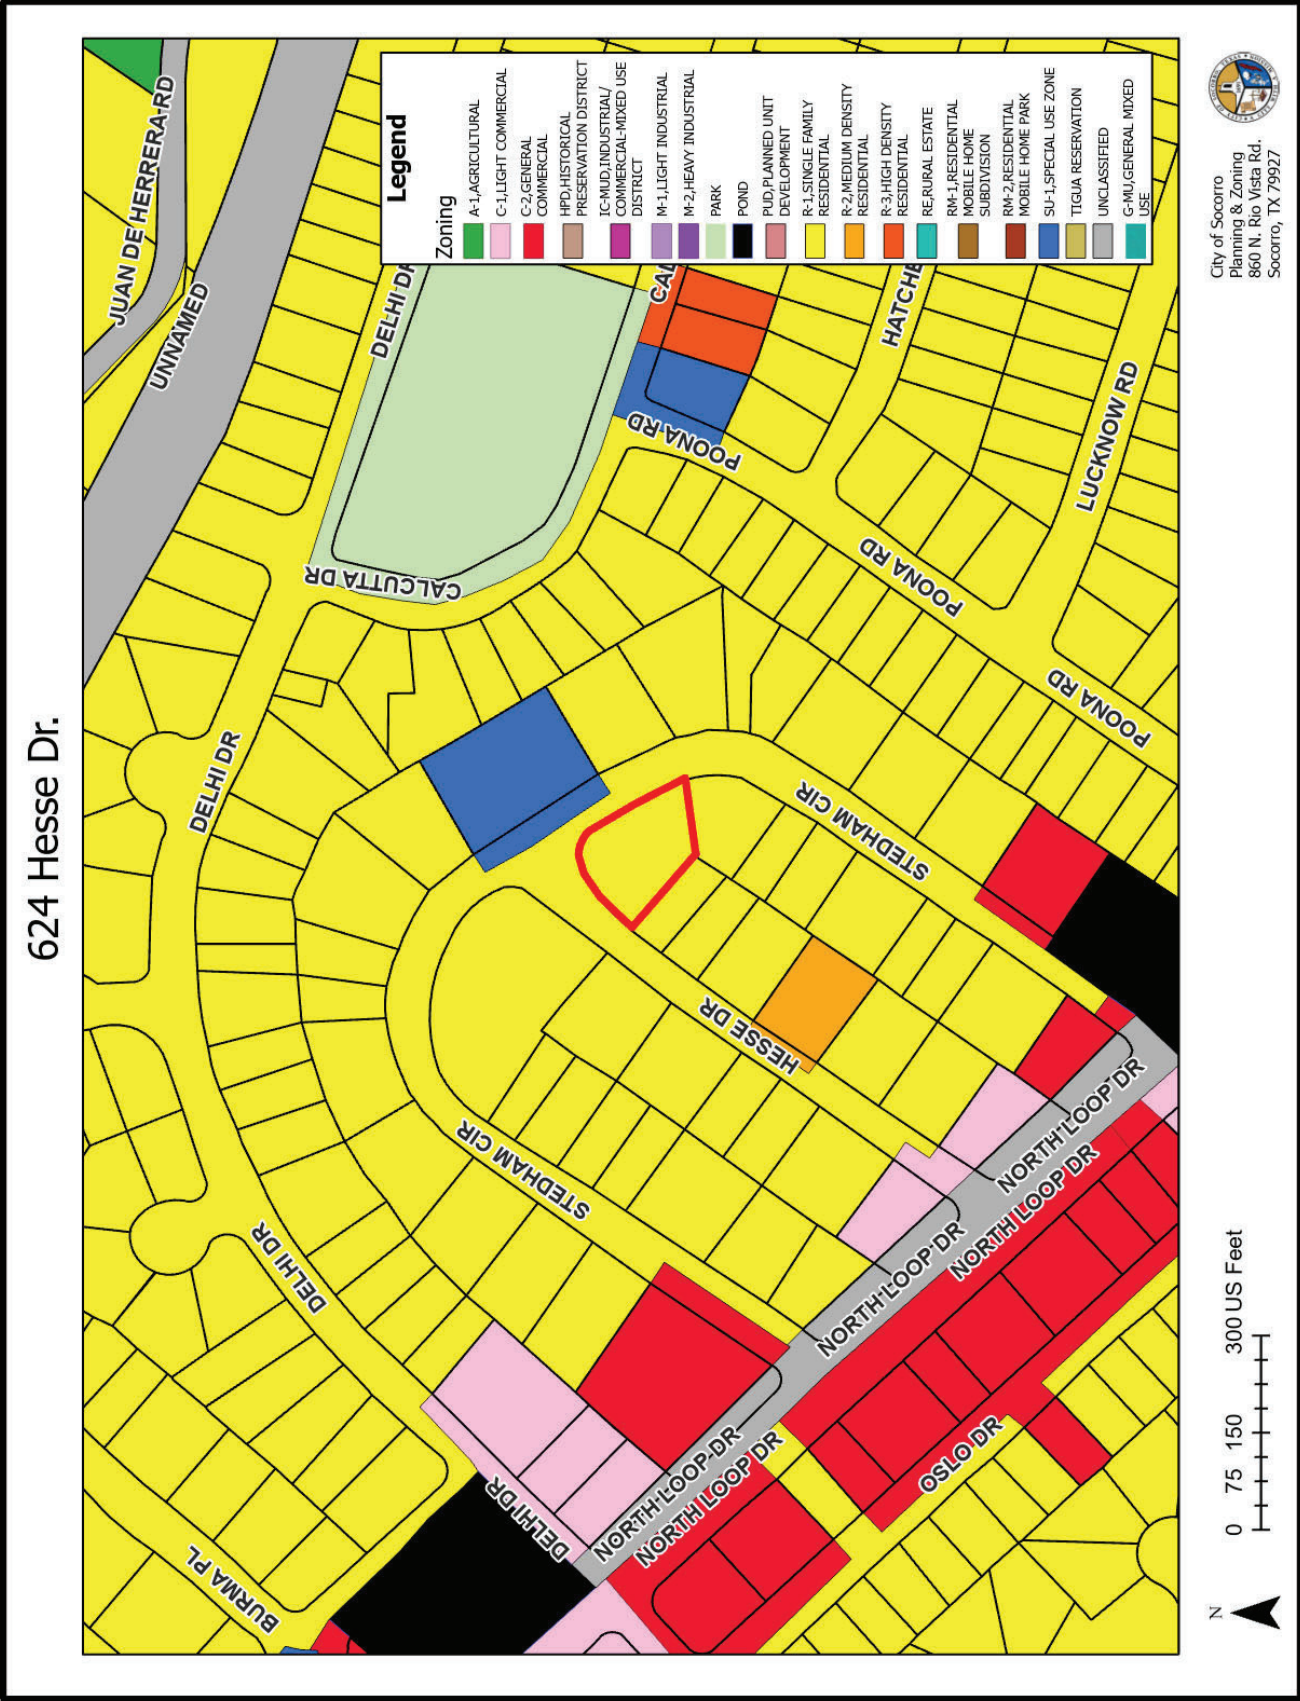 624 Hesse Dr.
JUAN DE HERRERA RD
UNNAMED
DELHI DR
CALCUTTA DR
CAL
POONA RD
HATCHE
LUCKNOW RD
POONA RD
POONA RD
DELHI DR
STEDHAM CIR
HESSE DR
STEDHAM CIR
DELHI DR
NORTH LOOP DR
NORTH LOOP DR
NORTH LOOP DR
NORTH LOOP DR
NORTH LOOP DR
NORTH LOOP DR
OSLO DR
DELHI DR
BURMA PL
Legend
Zoning
A-1,AGRICULTURAL
C-1,LIGHT COMMERCIAL
C-2,GENERAL
COMMERCIAL
HPD,HISTORICAL
PRESERVATION DISTRICT
IC-MUD,INDUSTRIAL/
COMMERCIAL-MIXED USE
DISTRICT
M-1,LIGHT INDUSTRIAL
M-2,HEAVY INDUSTRIAL
PARK
POND
PUD,PLANNED UNIT
DEVELOPMENT
R-1,SINGLE FAMILY
RESIDENTIAL
R-2,MEDIUM DENSITY
RESIDENTIAL
R-3,HIGH DENSITY
RESIDENTIAL
RE,RURAL ESTATE
RM-1,RESIDENTIAL
MOBILE HOME
SUBDIVISION
RM-2,RESIDENTIAL
MOBILE HOME PARK
SU-1,SPECIAL USE ZONE
TIGUA RESERVATION
UNCLASSIFIED
G-MU,GENERAL MIXED
USE
N
0 75 150 300 US Feet
City of Socorro
Planning & Zoning
860 N. Rio Vista Rd.
Socorro, TX 79927